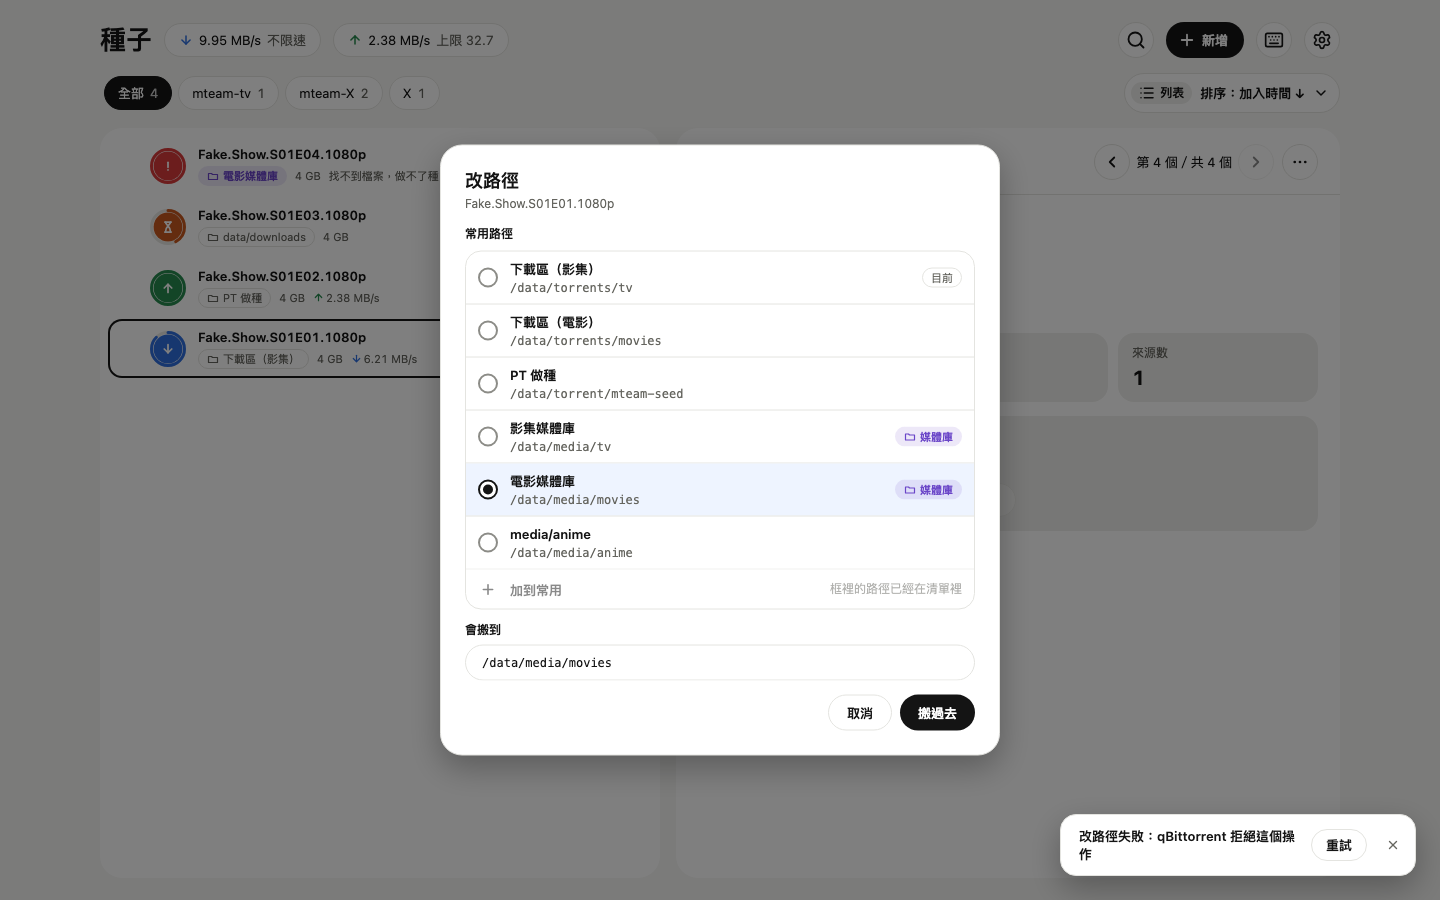 種子
9.95 MB/s 不限速
2.38 MB/s 上限 32.7
新增
全部 4
mteam-tv 1
mteam-X 2
X 1
列表
排序：加入時間
Fake.Show.S01E04.1080p
電影媒體庫 4 GB 找不到檔案，做不了種
Fake.Show.S01E03.1080p
data/downloads 4 GB
Fake.Show.S01E02.1080p
PT 做種 4 GB 2.38 MB/s
Fake.Show.S01E01.1080p
下載區（影集） 4 GB 6.21 MB/s
第 4 個 / 共 4 個
來源數
1
改路徑
Fake.Show.S01E01.1080p
常用路徑
下載區（影集）
/data/torrents/tv
目前
下載區（電影）
/data/torrents/movies
PT 做種
/data/torrent/mteam-seed
影集媒體庫
/data/media/tv
媒體庫
電影媒體庫
/data/media/movies
媒體庫
media/anime
/data/media/anime
加到常用
框裡的路徑已經在清單裡
會搬到
/data/media/movies
取消
搬過去
改路徑失敗：qBittorrent 拒絕這個操
作
重試